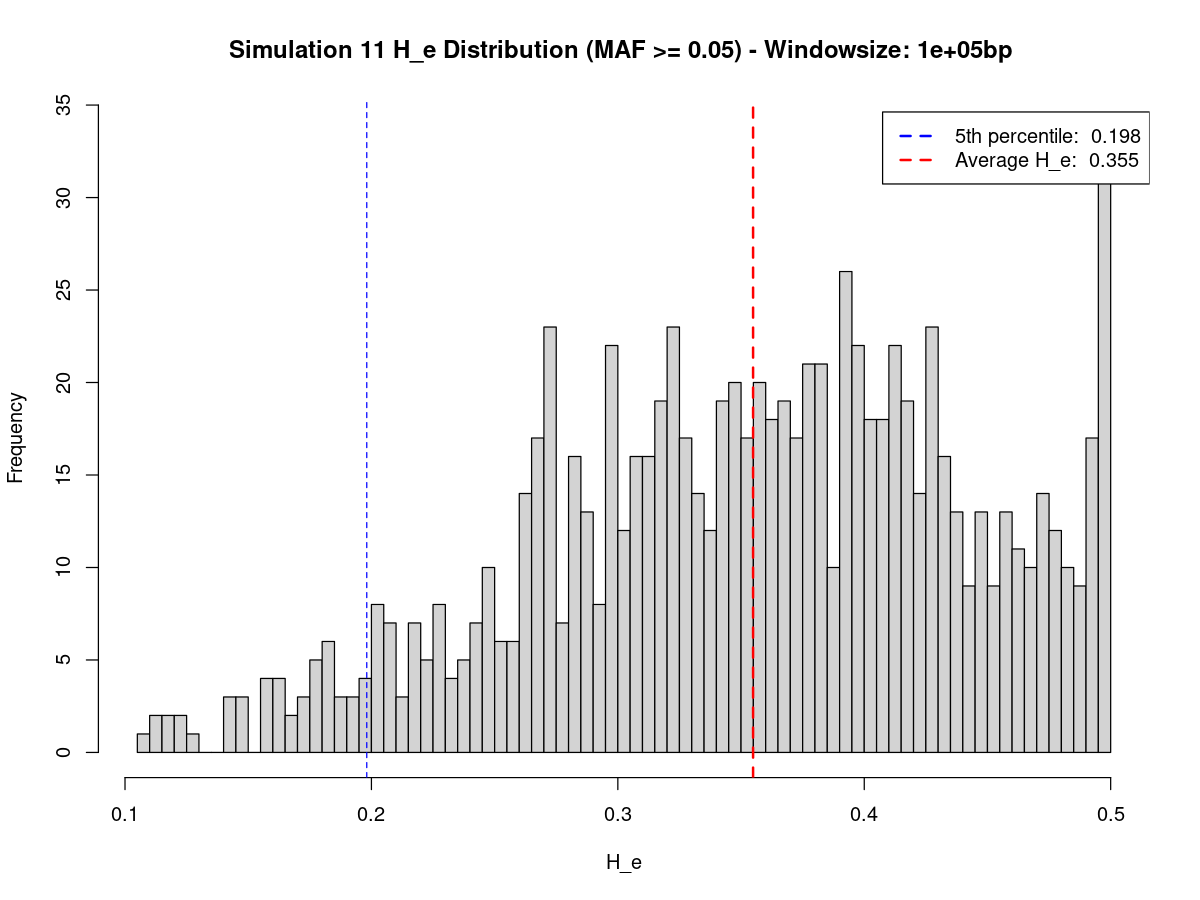 Simulation 11 H_e Distribution (MAF >= 0.05) - Windowsize: 1e+05bp
5th percentile: 0.198
Average H_e: 0.355
35
30
25
20
15
10
5
0
Frequency
0.1 0.2 0.3 0.4 0.5
H_e